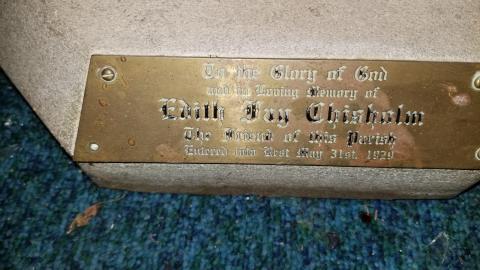 To the Glory of God
and in Loving Memory of
Edith Fay Chisholm
The Friend of this Parish
Entered into Rest May 31st. 1929